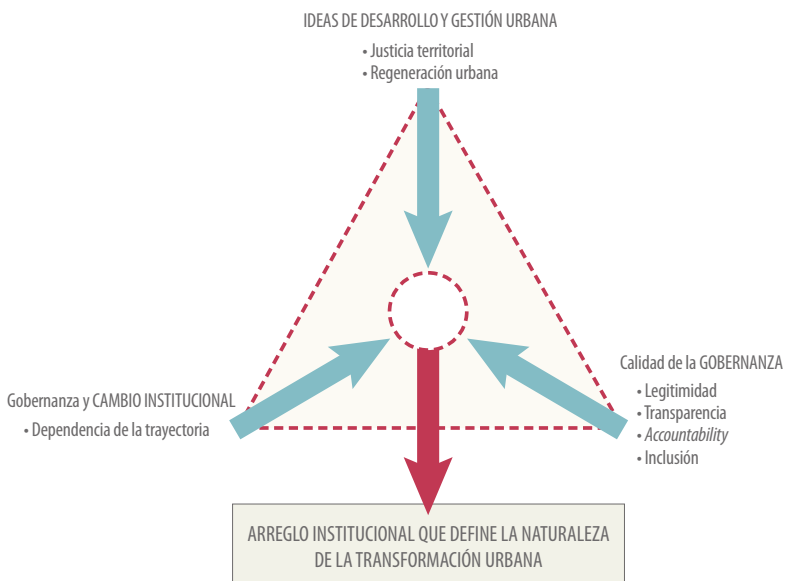 IDEAS DE DESARROLLO Y GESTIÓN URBANA
• Justicia territorial
• Regeneración urbana
Gobernanza y CAMBIO INSTITUCIONAL
• Dependencia de la trayectoria
Calidad de la GOBERNANZA
• Legitimidad
• Transparencia
• Accountability
• Inclusión
ARREGLO INSTITUCIONAL QUE DEFINE LA NATURALEZA
DE LA TRANSFORMACIÓN URBANA